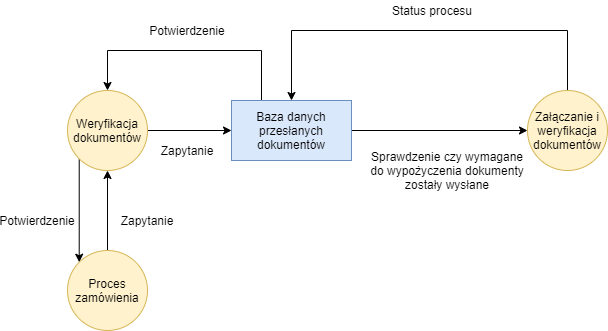 Status procesu
Potwierdzenie
Weryfikacja
dokumentów
Baza danych
przesłanych
dokumentów
Załączanie i
weryfikacja
dokumentów
Zapytanie
Sprawdzenie czy wymagane
do wypożyczenia dokumenty
zostały wysłane
Potwierdzenie
Zapytanie
Proces
zamówienia